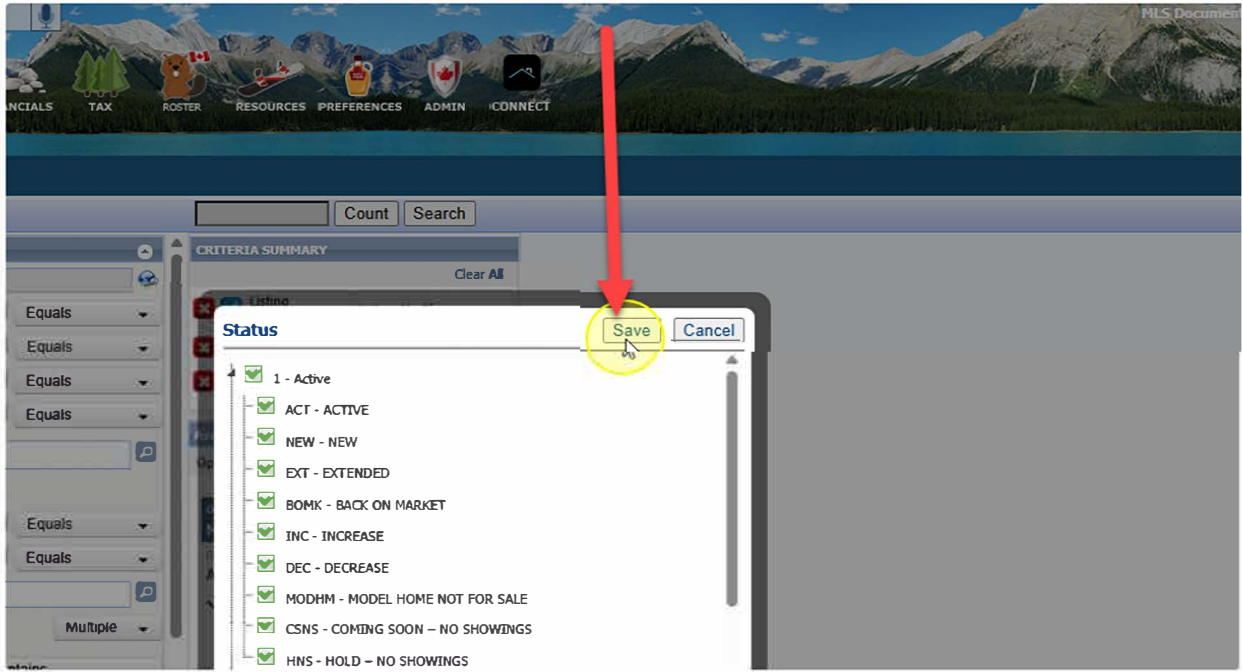 MLS Documen
NCIALS TAX ROSTER RESOURCES PREFERENCES ADMIN CONNECT
Count Search
CRITERIA SUMMARY
Clear All
Listing
Equals
Equals
Equals
Equals
Equals
Equals
Multiple
Status Save Cancel
1 - Active
ACT - ACTIVE
NEW - NEW
EXT - EXTENDED
BOMK - BACK ON MARKET
INC - INCREASE
DEC - DECREASE
MODHM - MODEL HOME NOT FOR SALE
CSNS - COMING SOON – NO SHOWINGS
HNS - HOLD – NO SHOWINGS